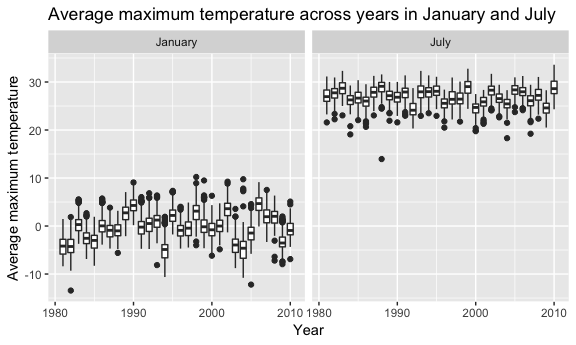 Average maximum temperature across years in January and July
January
July
Average maximum temperature
30
20
10
0
-10
1980
1990
2000
2010
1980
1990
2000
2010
Year